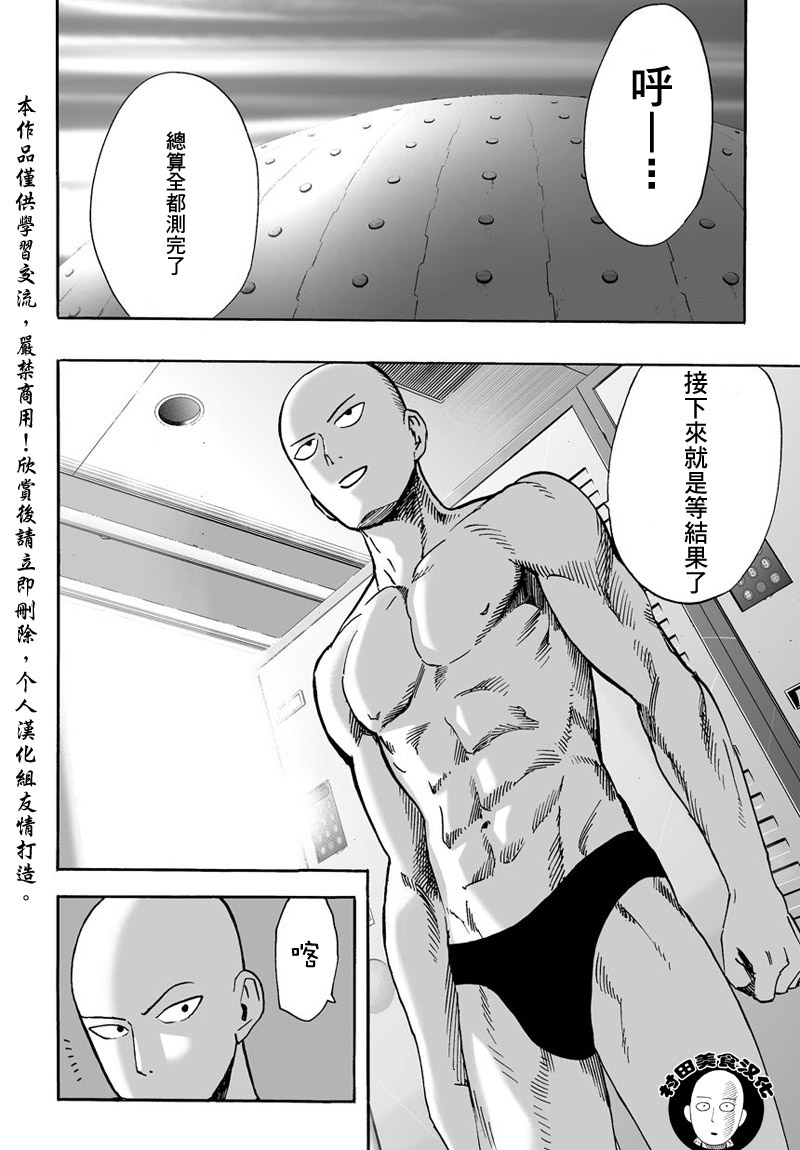 呼—…
總算全都測完了
接下來就是等結果了
喀
本作品僅供學習交流，嚴禁商用！欣賞後請立即刪除，个人漢化組友情打造。
村田美食汉化